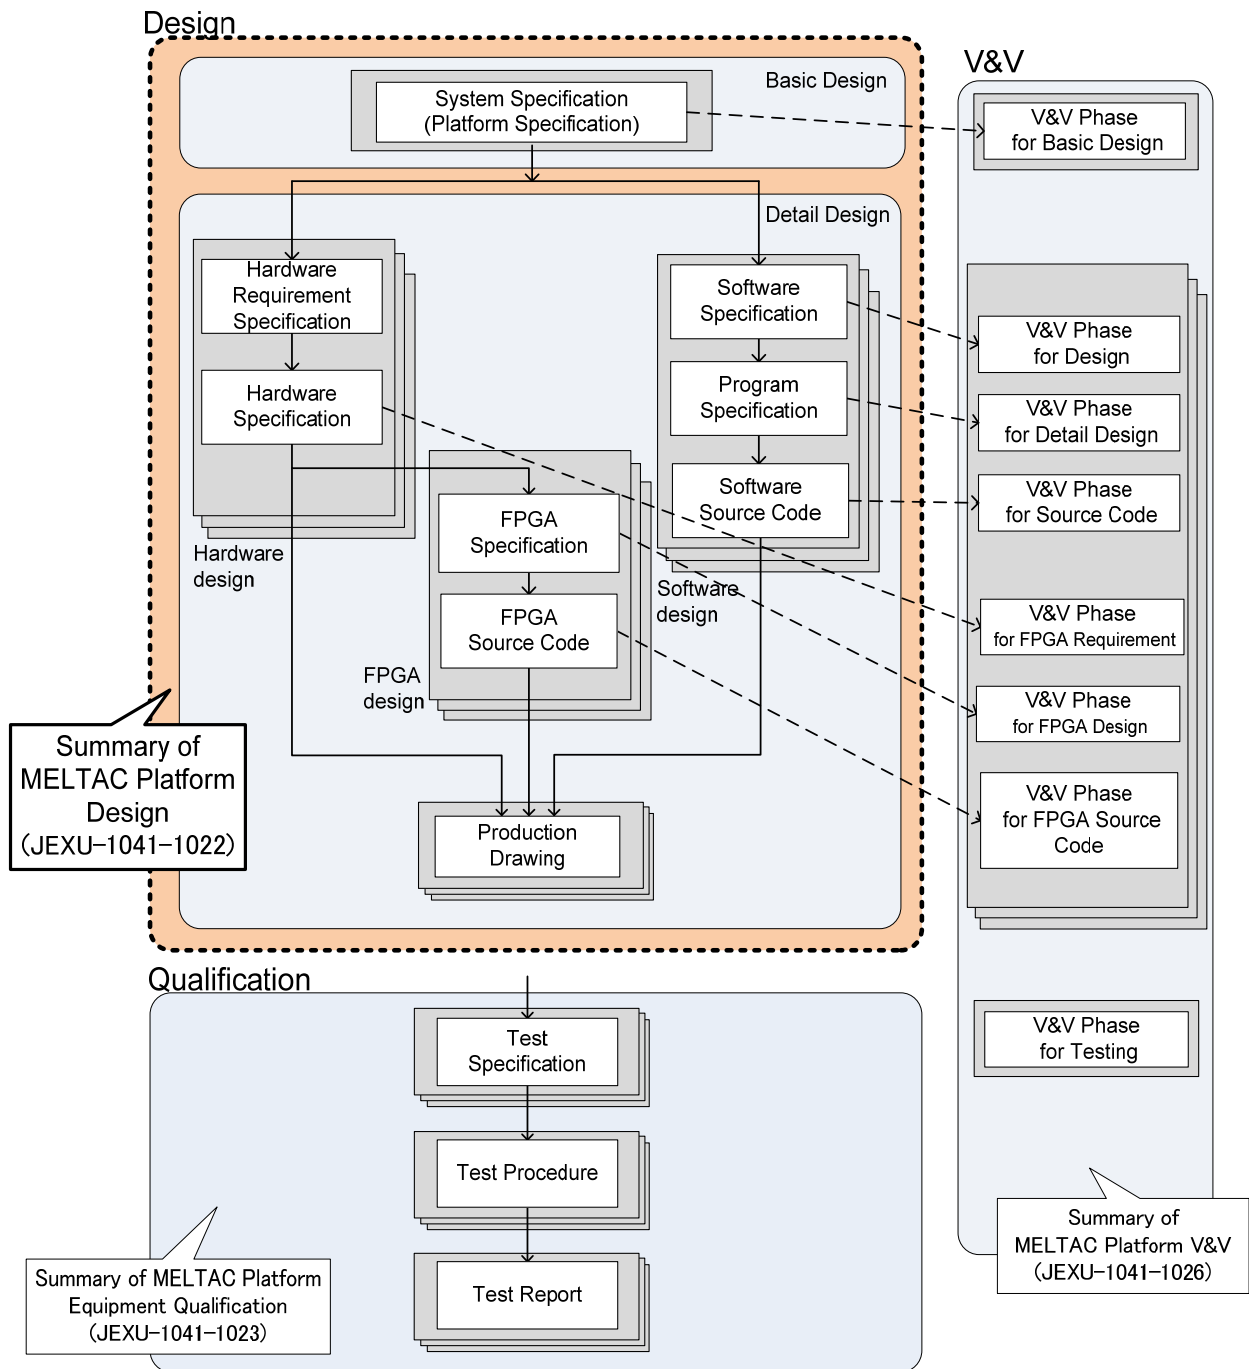 Design
V&V
Basic Design
System Specification
(Platform Specification)
V&V Phase
for Basic Design
Detail Design
Hardware
Requirement
Specification
Hardware
Specification
Hardware
design
Software
Specification
Program
Specification
Software
Source Code
Software
design
FPGA
Specification
FPGA
Source Code
FPGA
design
Production
Drawing
V&V Phase
for Design
V&V Phase
for Detail Design
V&V Phase
for Source Code
V&V Phase
for FPGA Requirement
V&V Phase
for FPGA Design
V&V Phase
for FPGA Source
Code
Summary of
MELTAC Platform
Design
(JEXU-1041-1022)
Qualification
Test
Specification
Test Procedure
Test Report
V&V Phase
for Testing
Summary of MELTAC Platform
Equipment Qualification
(JEXU-1041-1023)
Summary of
MELTAC Platform V&V
(JEXU-1041-1026)